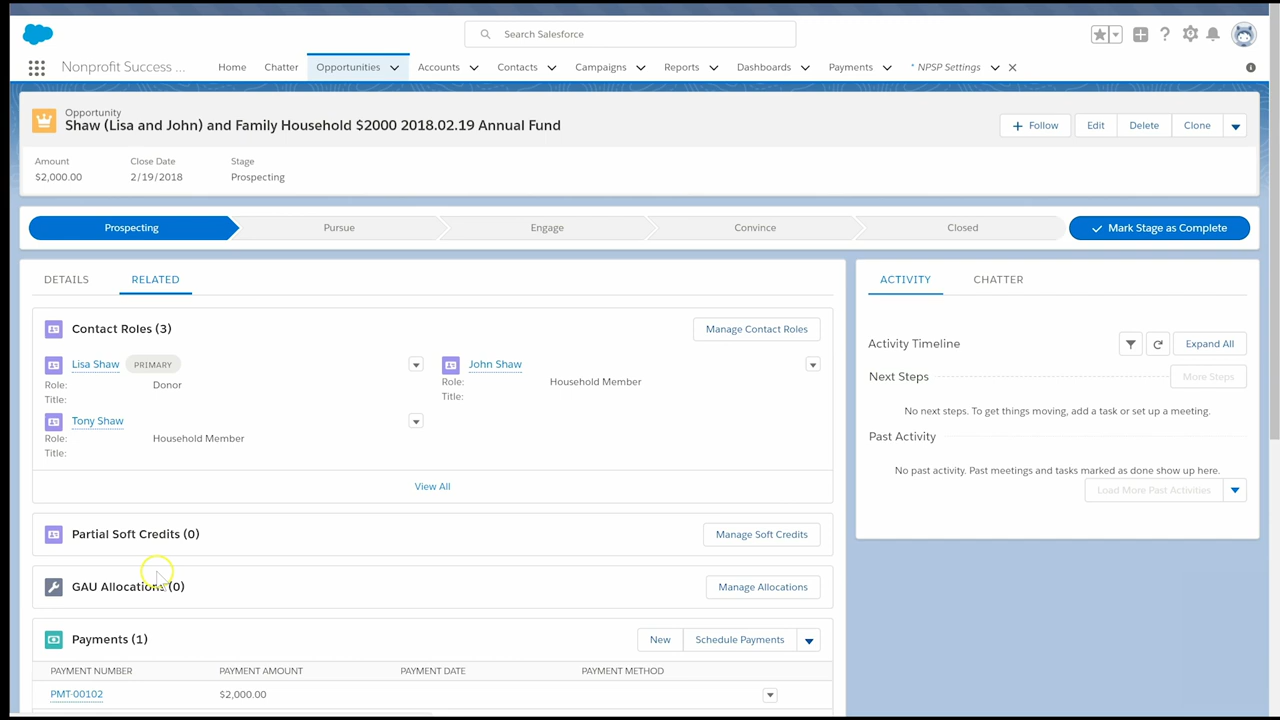 Search Salesforce
Nonprofit Success ...
Home
Chatter
Opportunities
Accounts
Contacts
Campaigns
Reports
Dashboards
Payments
* NPSP Settings
Opportunity
Shaw (Lisa and John) and Family Household $2000 2018.02.19 Annual Fund
+ Follow
Edit
Delete
Clone
Amount
Close Date
Stage
$2,000.00
2/19/2018
Prospecting
Prospecting
Pursue
Engage
Convince
Closed
Mark Stage as Complete
DETAILS
RELATED
Contact Roles (3)
Manage Contact Roles
Lisa Shaw PRIMARY
Role: Donor
Title:
John Shaw
Role: Household Member
Title:
Tony Shaw
Role: Household Member
Title:
View All
Partial Soft Credits (0)
Manage Soft Credits
GAU Allocations (0)
Manage Allocations
Payments (1)
New
Schedule Payments
PAYMENT NUMBER
PAYMENT AMOUNT
PAYMENT DATE
PAYMENT METHOD
PMT-00102
$2,000.00
ACTIVITY
CHATTER
Activity Timeline
Expand All
Next Steps
More Steps
No next steps. To get things moving, add a task or set up a meeting.
Past Activity
No past activity. Past meetings and tasks marked as done show up here.
Load More Past Activities